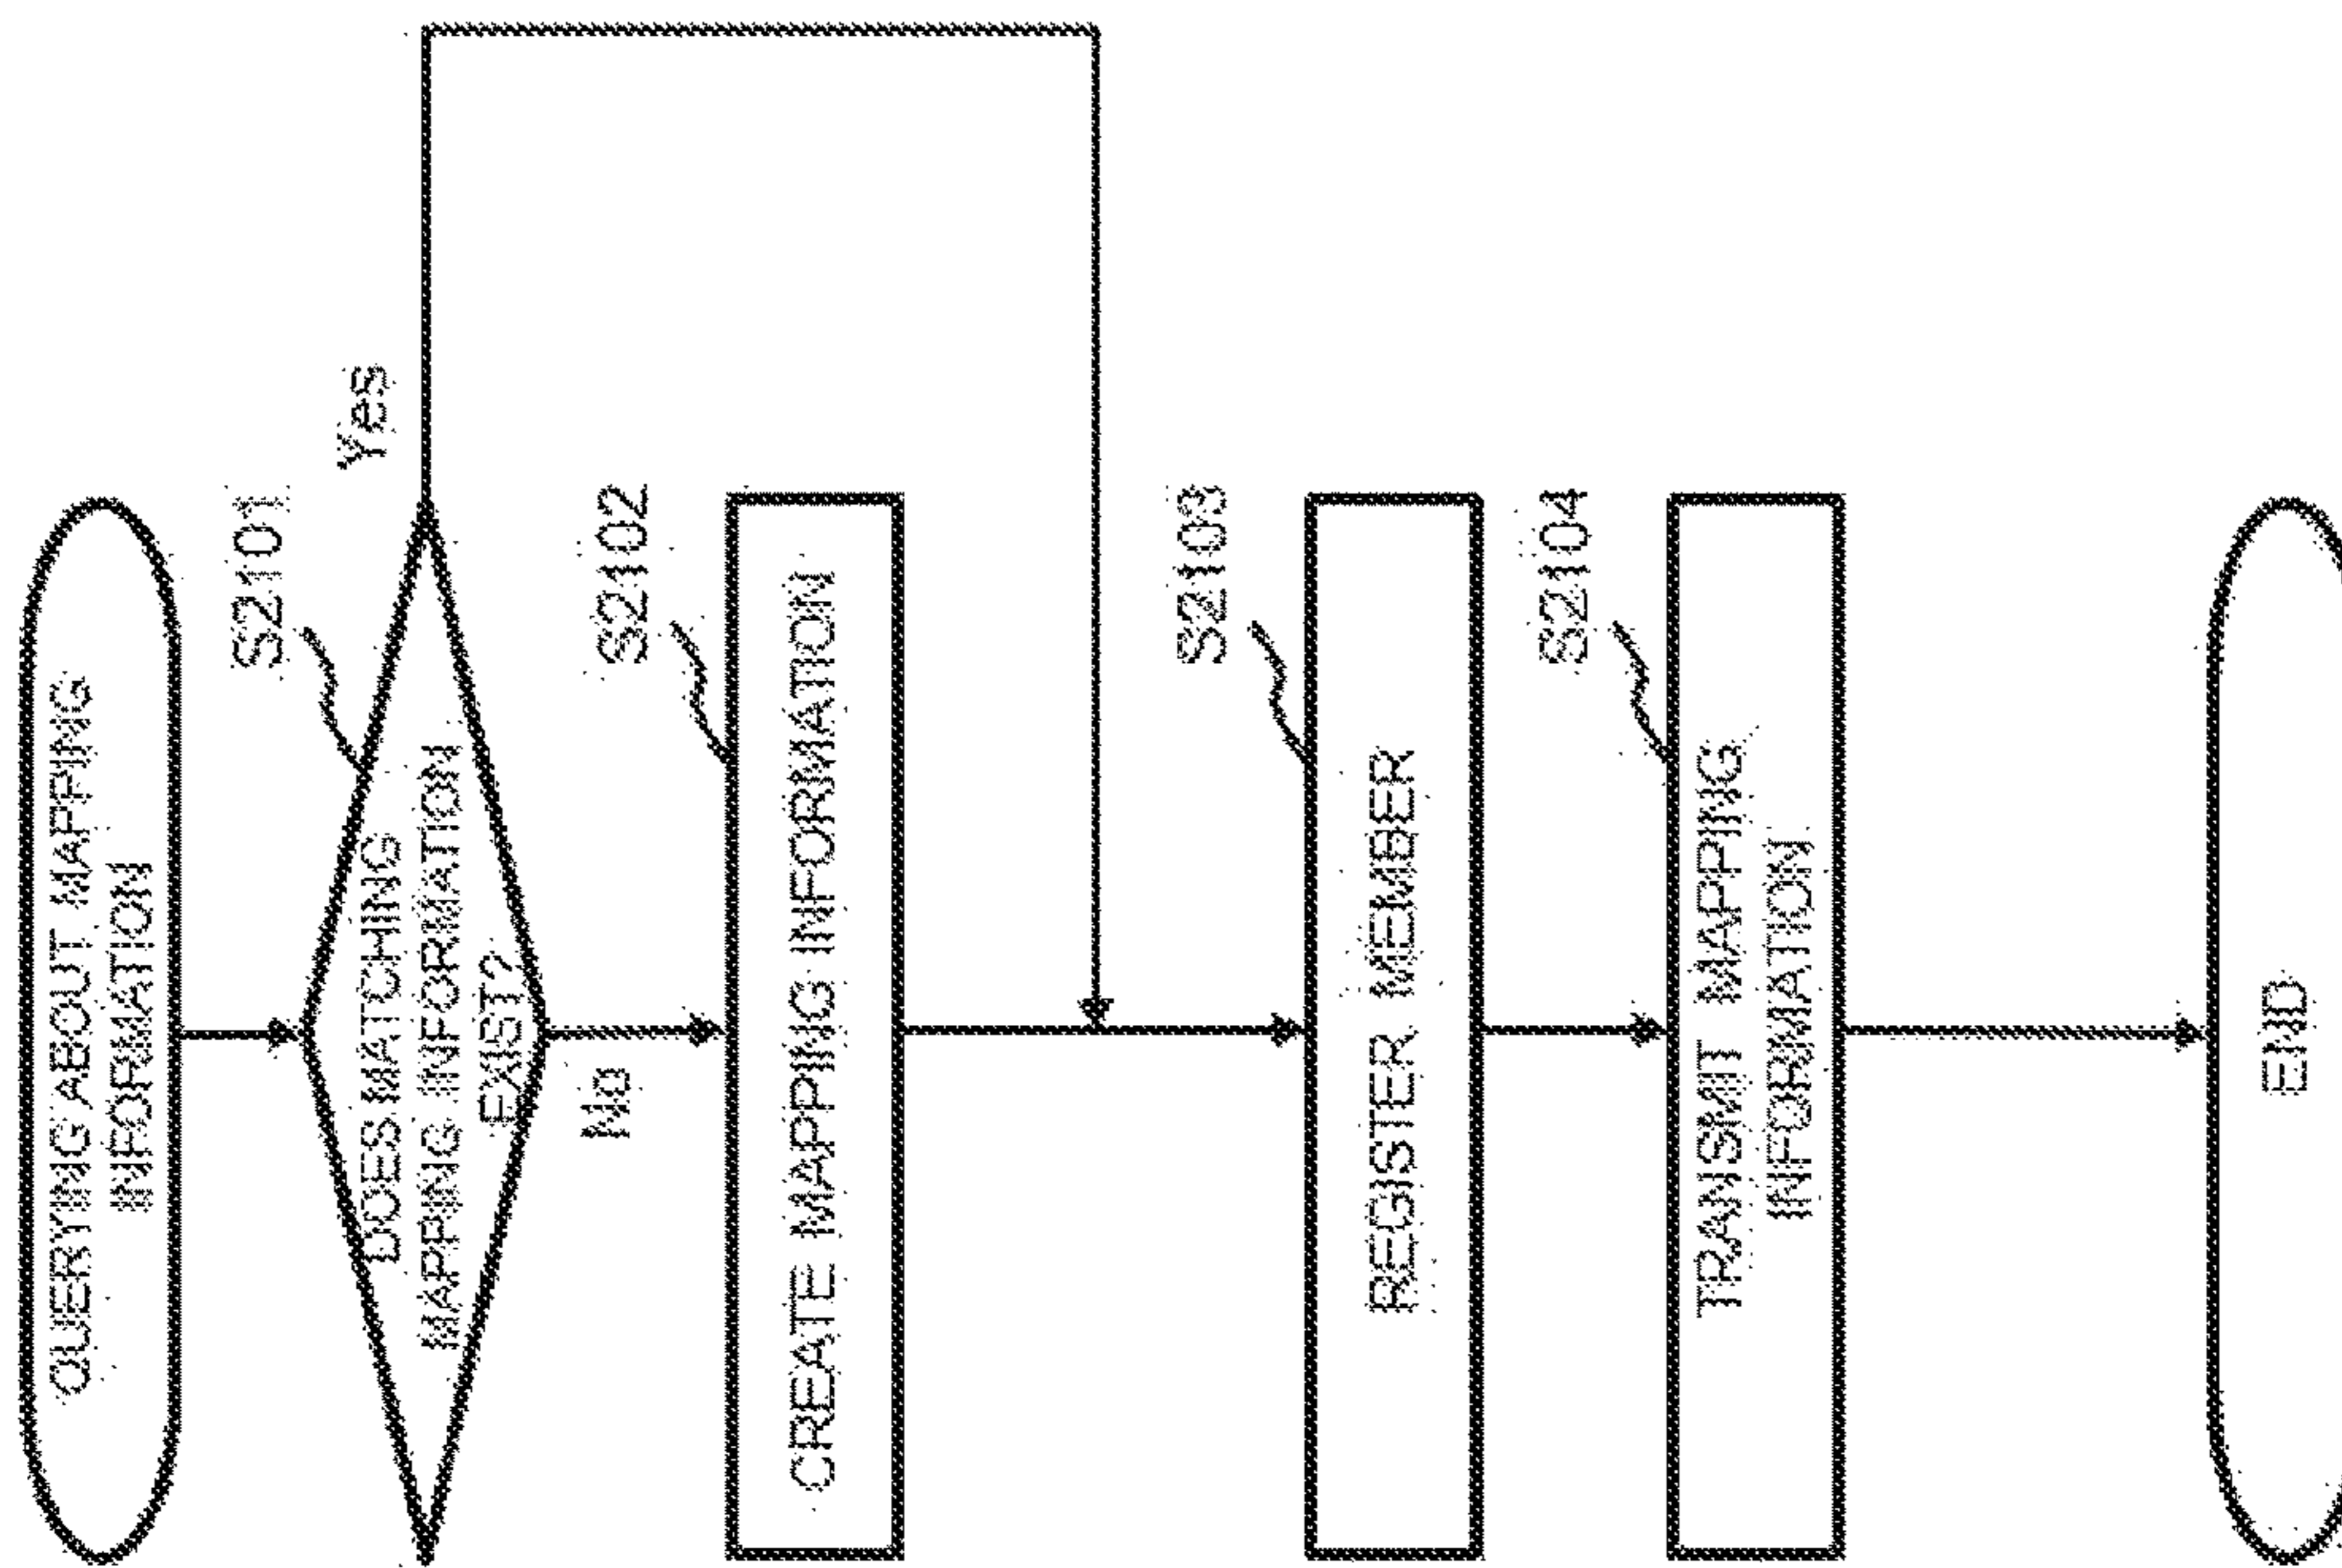 QUERYING ABOUT MAPPING
INFORMATION
S2101
Yes
DOES MATCHING
MAPPING INFORMATION
EXIST?
No
S2102
CREATE MAPPING INFORMATION
S2103
REGISTER MEMBER
S2104
TRANSMIT MAPPING
INFORMATION
END